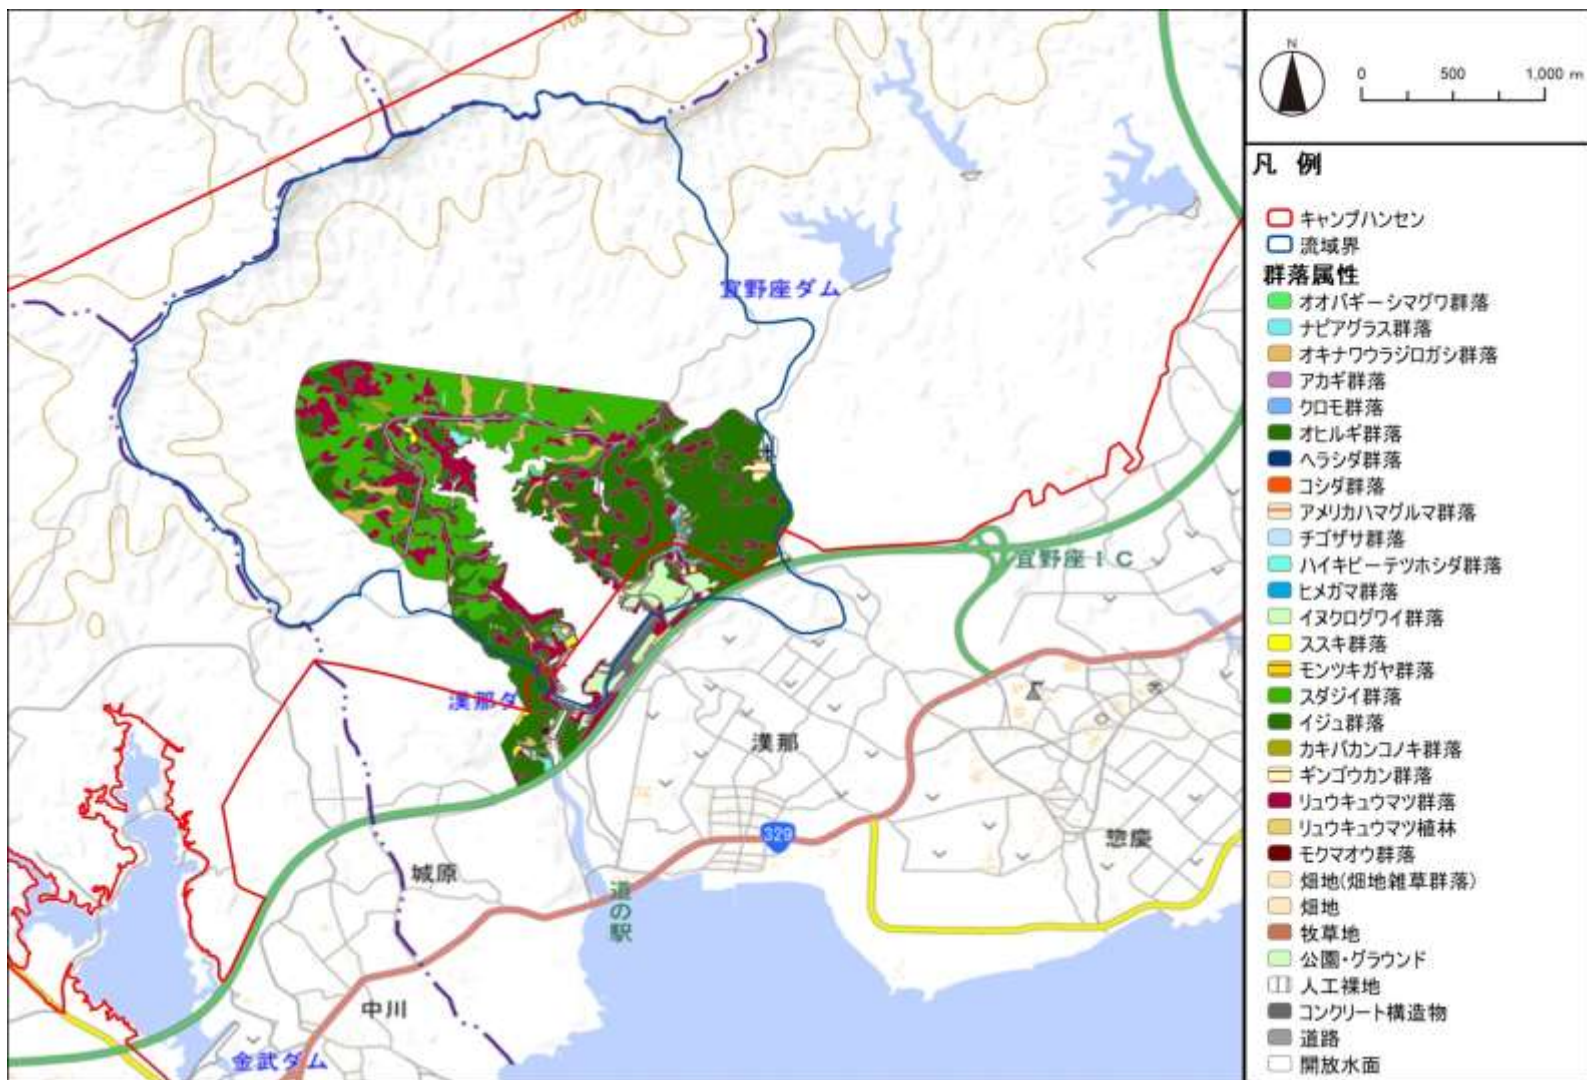 宜野座ダム
宜野座IC
漢那ダ
漢那
329
惣慶
城原
道の駅
中川
金武ダム
N
0 500 1,000 m
凡 例
キャンプハンセン
流域界
群落属性
オオバギーシマグワ群落
ナピアグラス群落
オキナワウラジロガシ群落
アカギ群落
クロモ群落
オヒルギ群落
ヘラシダ群落
コシダ群落
アメリカハマグルマ群落
チゴザサ群落
ハイキビーテツホシダ群落
ヒメガマ群落
イヌクログワイ群落
ススキ群落
モンツキガヤ群落
スダジイ群落
イジュ群落
カキバカンコノキ群落
ギンゴウカン群落
リュウキュウマツ群落
リュウキュウマツ植林
モクマオウ群落
畑地(畑地雑草群落)
畑地
牧草地
公園・グラウンド
人工裸地
コンクリート構造物
道路
開放水面